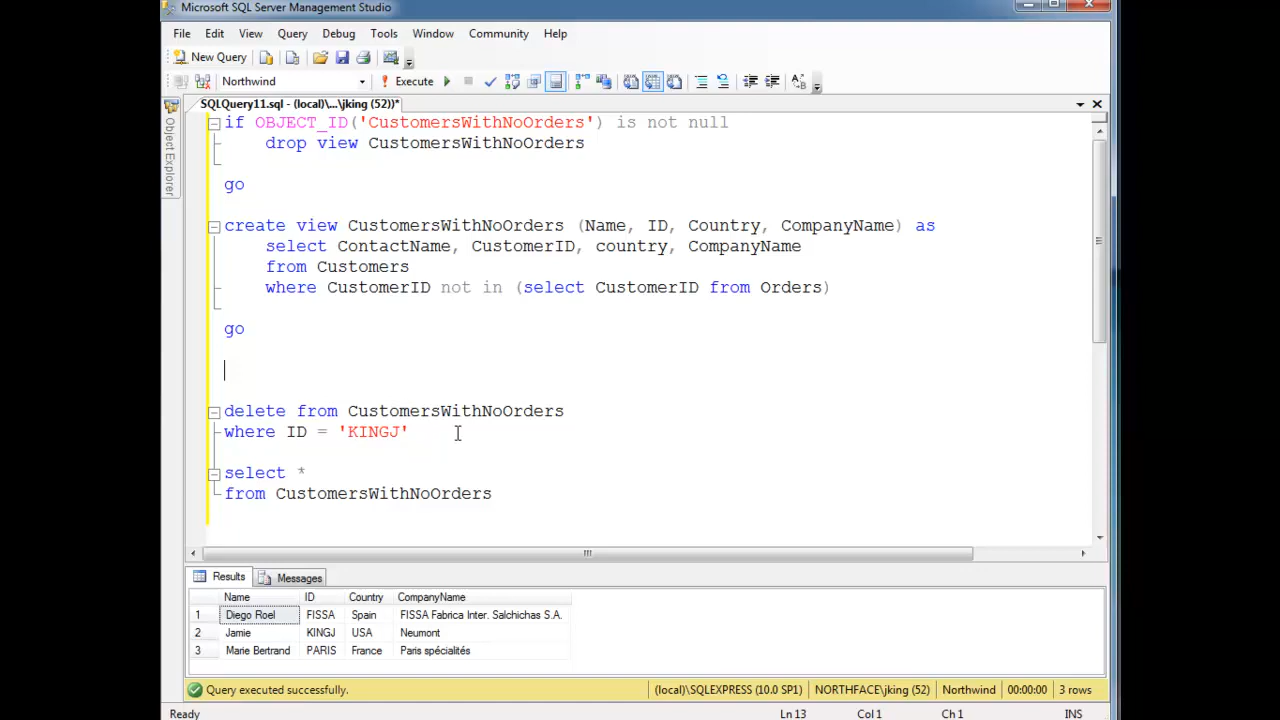 Microsoft SQL Server Management Studio
File Edit View Query Debug Tools Window Community Help
New Query
Northwind Execute
SQLQuery11.sql - (local)\...\jking (52))*
Object Explorer
if OBJECT_ID('CustomersWithNoOrders') is not null
drop view CustomersWithNoOrders
go
create view CustomersWithNoOrders (Name, ID, Country, CompanyName) as
select ContactName, CustomerID, country, CompanyName
from Customers
where CustomerID not in (select CustomerID from Orders)
go
delete from CustomersWithNoOrders
where ID = 'KINGJ'
select *
from CustomersWithNoOrders
Results Messages
Name ID Country CompanyName
1 Diego Roel FISSA Spain FISSA Fabrica Inter. Salchichas S.A.
2 Jamie KINGJ USA Neumont
3 Marie Bertrand PARIS France Paris spécialités
Query executed successfully. (local)\SQLEXPRESS (10.0 SP1) NORTHFACE\jking (52) Northwind 00:00:00 3 rows
Ready Ln 13 Col 1 Ch 1 INS